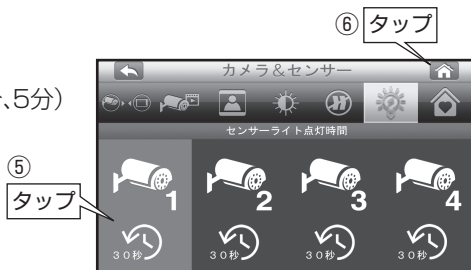 ⑥ タップ
カメラ&センサー
、5分)
センサーライト点灯時間
⑤
タップ
1 2 3 4
30秒 30秒 30秒 30秒